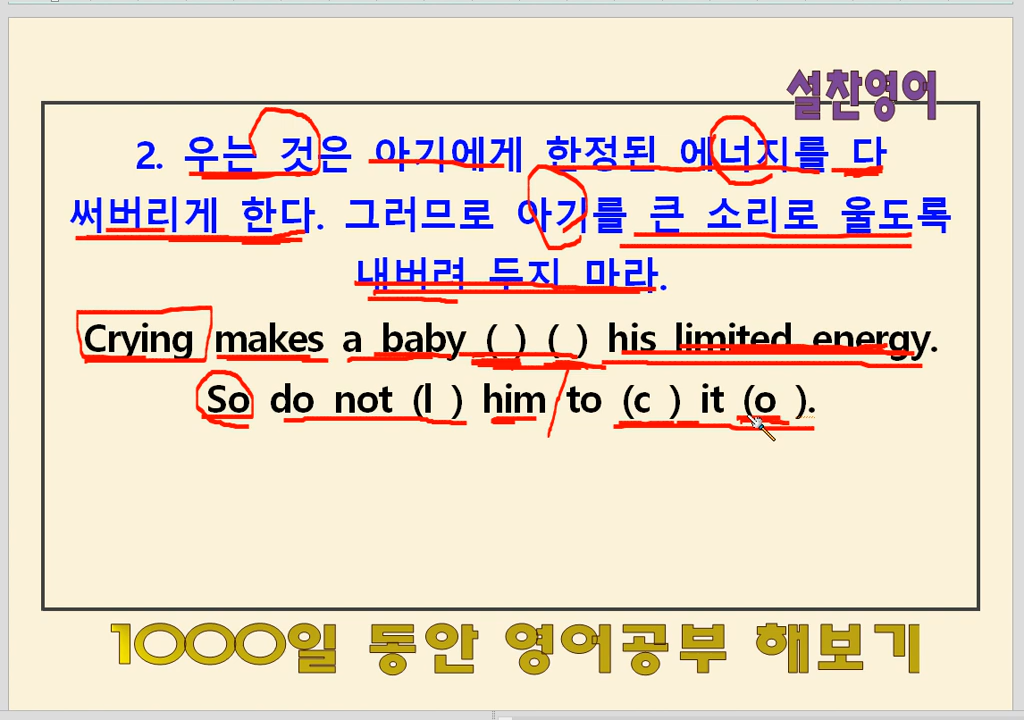 설찬영어
2. 우는 것은 아기에게 한정된 에너지를 다
써버리게 한다. 그러므로 아기를 큰 소리로 울도록
내버려 두지 마라.
Crying makes a baby ( ) ( ) his limited energy.
So do not (l ) him to (c ) it (o ).
1000일 동안 영어공부 해보기